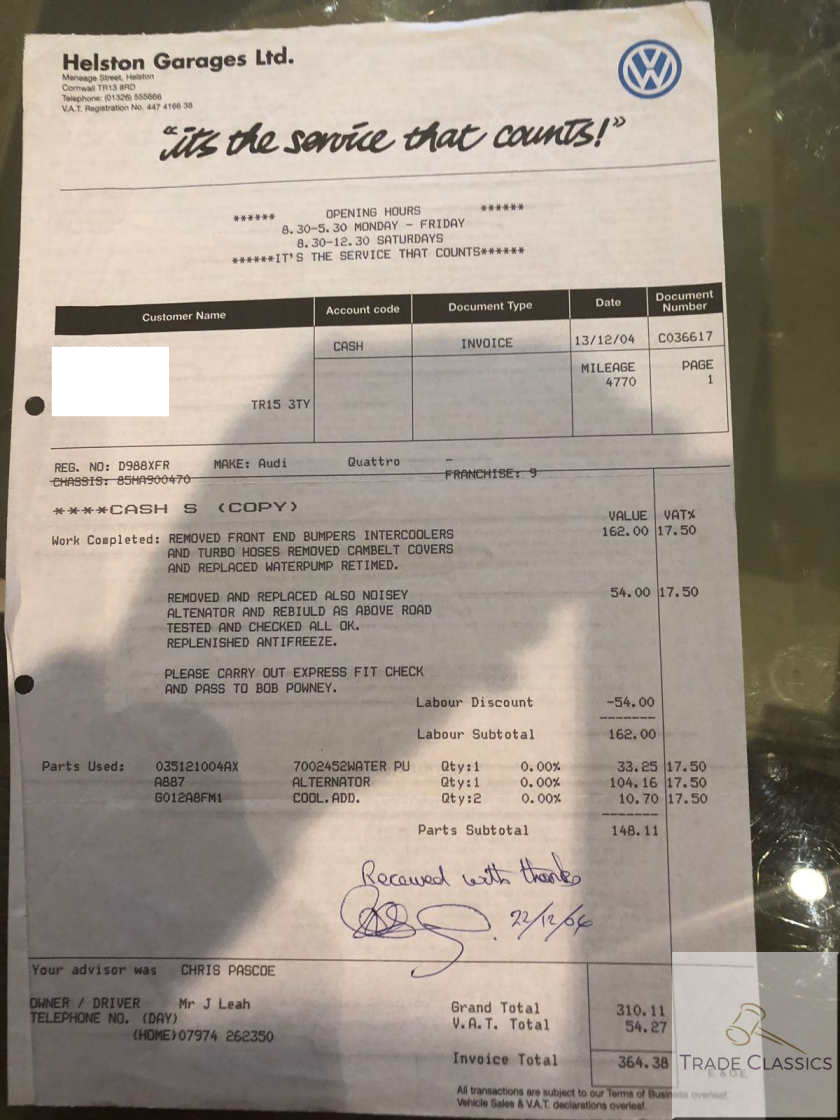 Helston Garages Ltd.
Meneage Street, Helston
Cornwall TR13 8RD
Telephone: (01326) 555666
V.A.T. Registration No. 447 4166 38
"its the service that counts!"
****** OPENING HOURS ******
8.30-5.30 MONDAY - FRIDAY
8.30-12.30 SATURDAYS
******IT'S THE SERVICE THAT COUNTS******
Customer Name Account code Document Type Date Document Number
CASH INVOICE 13/12/04 C036617
MILEAGE PAGE
4770 1
TR15 3TY
REG. NO: D988XFR MAKE: Audi Quattro -
CHASSIS: 85HA900470 FRANCHISE: 9
****CASH S (COPY)
VALUE VAT%
Work Completed: REMOVED FRONT END BUMPERS INTERCOOLERS 162.00 17.50
AND TURBO HOSES REMOVED CAMBELT COVERS
AND REPLACED WATERPUMP RETIMED.
REMOVED AND REPLACED ALSO NOISEY 54.00 17.50
ALTENATOR AND REBIULD AS ABOVE ROAD
TESTED AND CHECKED ALL OK.
REPLENISHED ANTIFREEZE.
PLEASE CARRY OUT EXPRESS FIT CHECK
AND PASS TO BOB POWNEY.
Labour Discount -54.00
Labour Subtotal 162.00
Parts Used: 035121004AX 7002452WATER PU Qty:1 0.00% 33.25 17.50
A887 ALTERNATOR Qty:1 0.00% 104.16 17.50
G012A8FM1 COOL.ADD. Qty:2 0.00% 10.70 17.50
Parts Subtotal 148.11
Received with thanks
22/12/04
Your advisor was CHRIS PASCOE
OWNER / DRIVER Mr J Leah
TELEPHONE NO. (DAY)
(HOME)07974 262350
Grand Total 310.11
V.A.T. Total 54.27
Invoice Total 364.38
E & O.E.
All transactions are subject to our Terms of Business overleaf.
Vehicle Sales & V.A.T. declarations overleaf.
TRADE CLASSICS